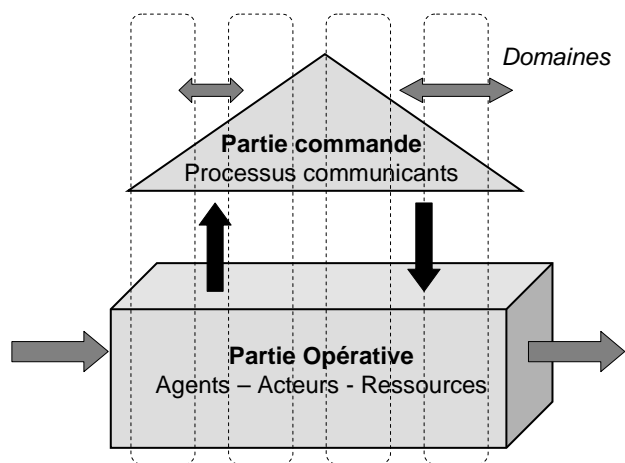 Domaines
Partie commande
Processus communicants
Partie Opérative
Agents – Acteurs - Ressources